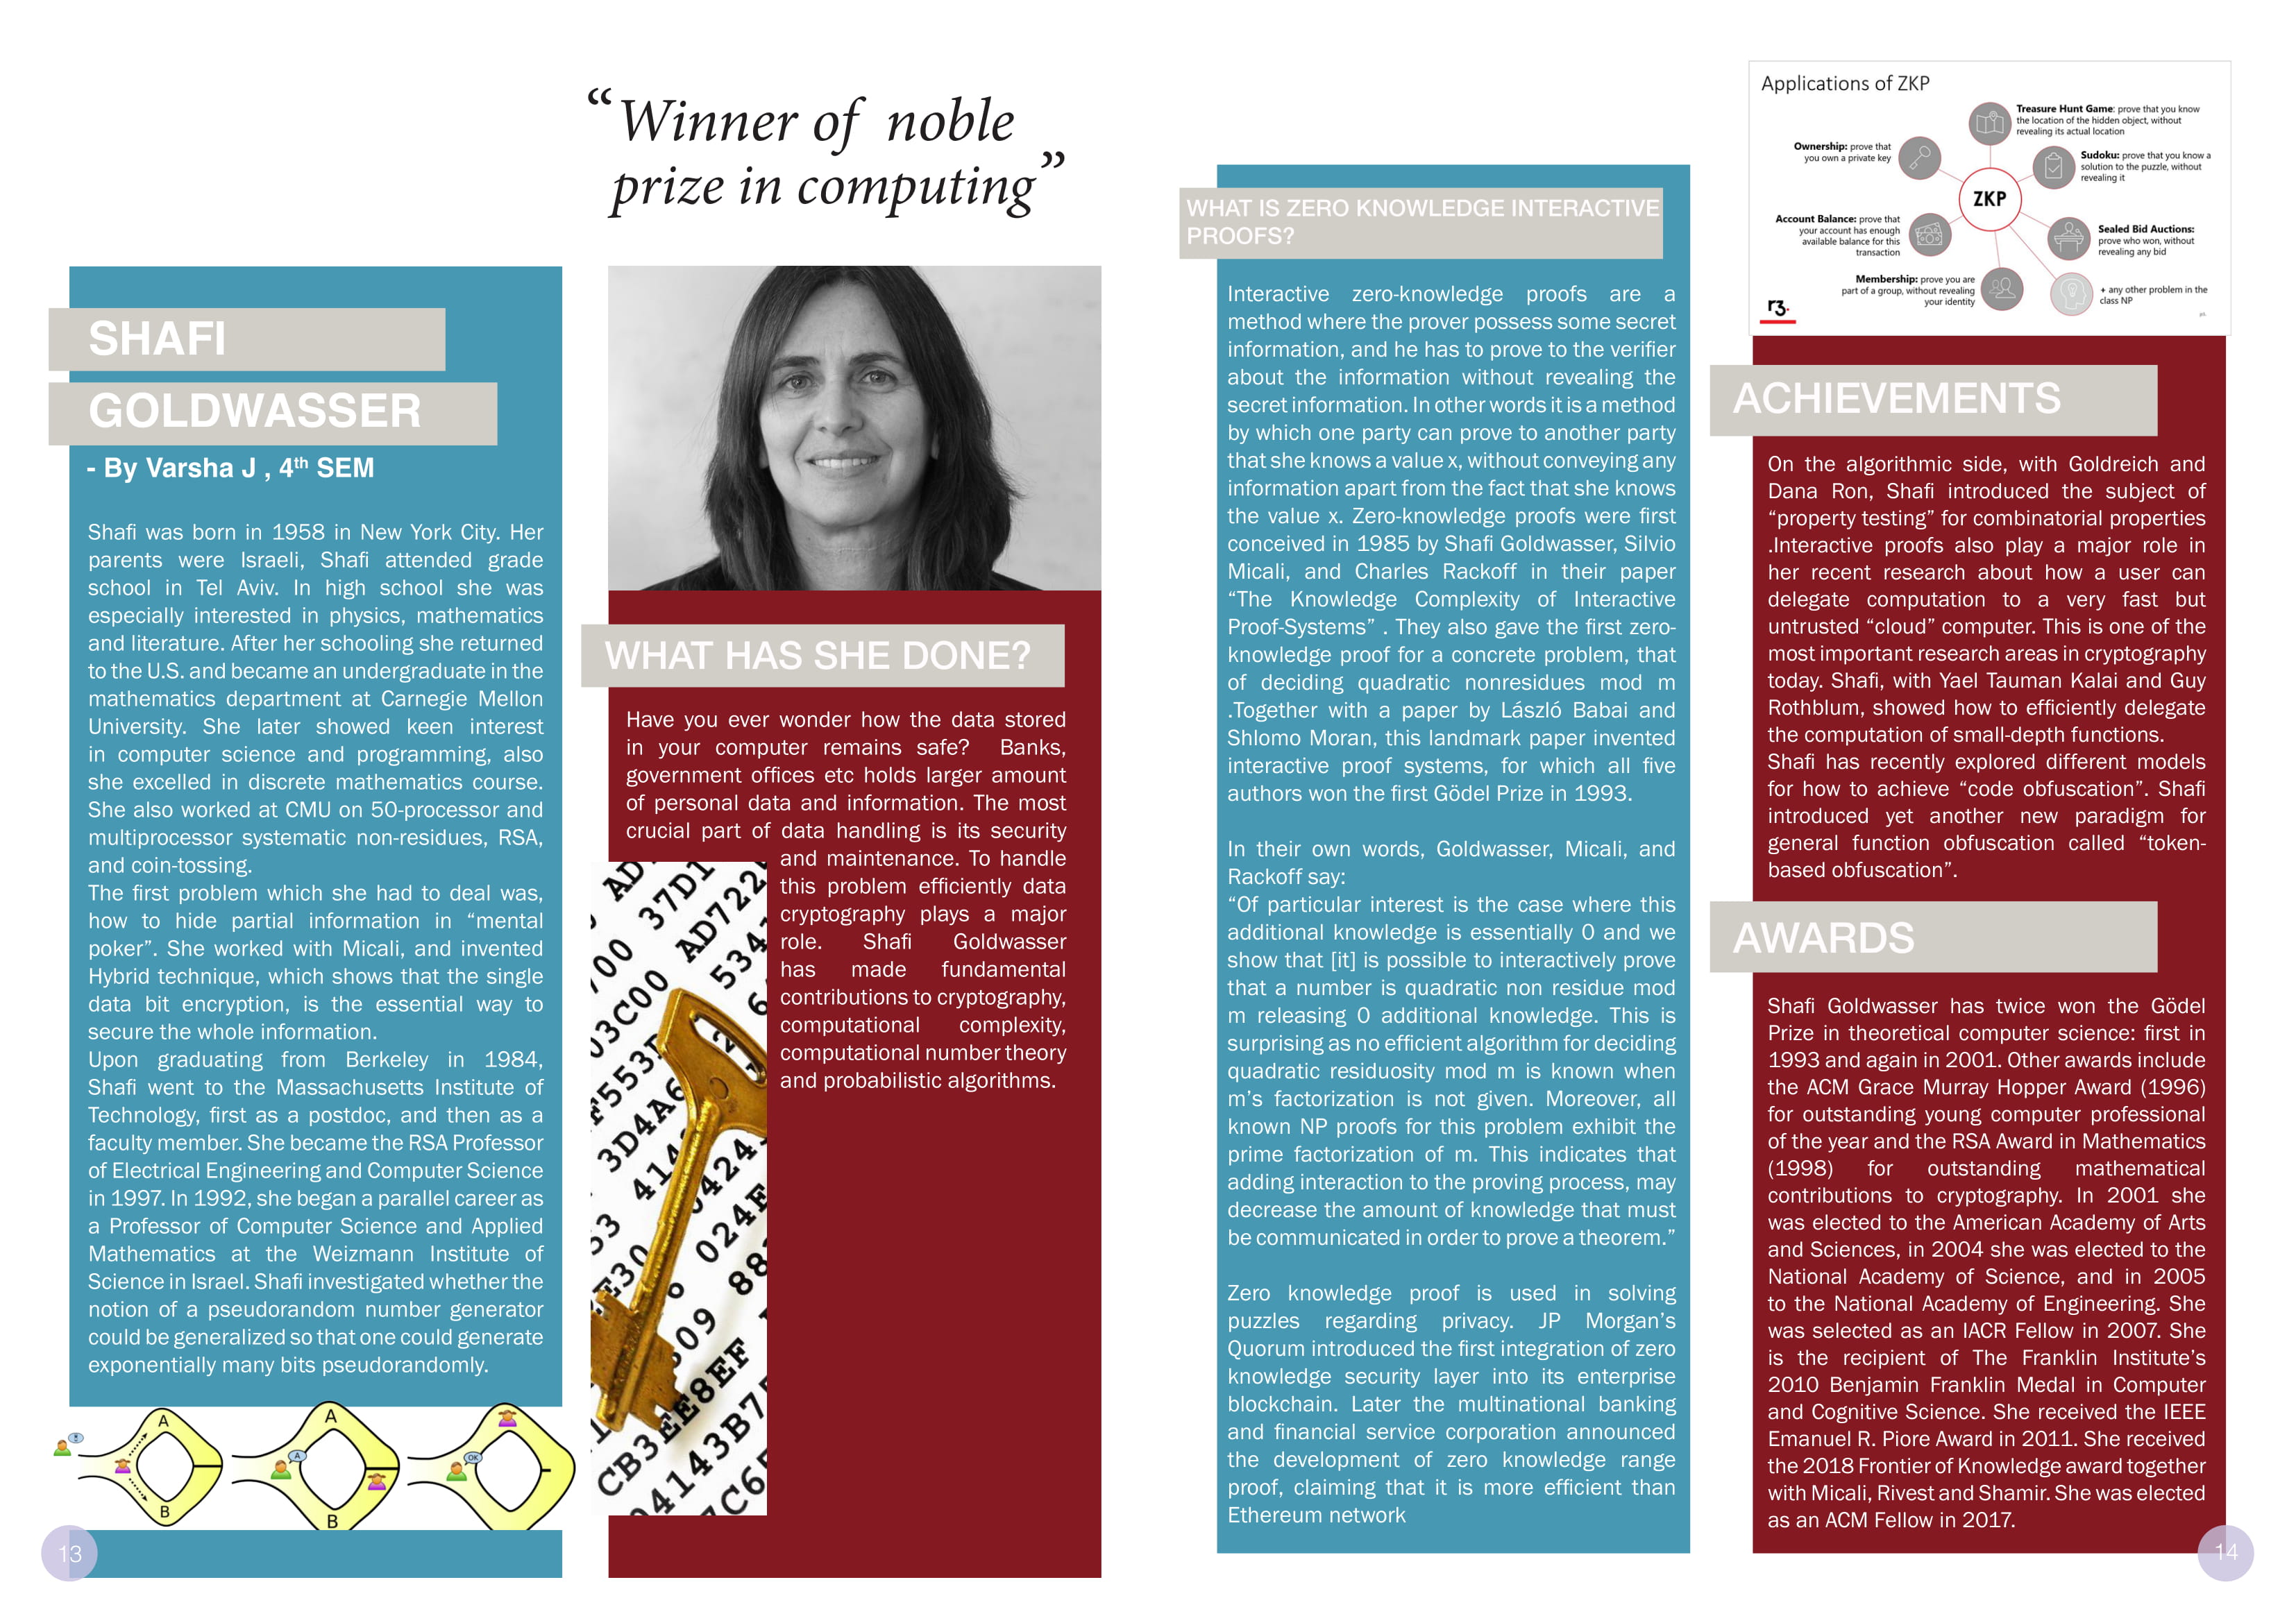 “Winner of noble
prize in computing”
SHAFI
GOLDWASSER
- By Varsha J , 4th SEM
Shafi was born in 1958 in New York City. Her
parents were Israeli, Shafi attended grade
school in Tel Aviv. In high school she was
especially interested in physics, mathematics
and literature. After her schooling she returned
to the U.S. and became an undergraduate in the
mathematics department at Carnegie Mellon
University. She later showed keen interest
in computer science and programming, also
she excelled in discrete mathematics course.
She also worked at CMU on 50-processor and
multiprocessor systematic non-residues, RSA,
and coin-tossing.
The first problem which she had to deal was,
how to hide partial information in “mental
poker”. She worked with Micali, and invented
Hybrid technique, which shows that the single
data bit encryption, is the essential way to
secure the whole information.
Upon graduating from Berkeley in 1984,
Shafi went to the Massachusetts Institute of
Technology, first as a postdoc, and then as a
faculty member. She became the RSA Professor
of Electrical Engineering and Computer Science
in 1997. In 1992, she began a parallel career as
a Professor of Computer Science and Applied
Mathematics at the Weizmann Institute of
Science in Israel. Shafi investigated whether the
notion of a pseudorandom number generator
could be generalized so that one could generate
exponentially many bits pseudorandomly.
A
B
A
A
B
OK
13
WHAT HAS SHE DONE?
Have you ever wonder how the data stored
in your computer remains safe? Banks,
government offices etc holds larger amount
of personal data and information. The most
crucial part of data handling is its security
and maintenance. To handle
this problem efficiently data
cryptography plays a major
role. Shafi Goldwasser
has made fundamental
contributions to cryptography,
computational complexity,
computational number theory
and probabilistic algorithms.
AD
700 37D1
03C00 AD722
F553 534
3D4A6
414 0424
024F
E30
609 88
CB3EE8EF
04143B7
7C6
WHAT IS ZERO KNOWLEDGE INTERACTIVE
PROOFS?
Interactive zero-knowledge proofs are a
method where the prover possess some secret
information, and he has to prove to the verifier
about the information without revealing the
secret information. In other words it is a method
by which one party can prove to another party
that she knows a value x, without conveying any
information apart from the fact that she knows
the value x. Zero-knowledge proofs were first
conceived in 1985 by Shafi Goldwasser, Silvio
Micali, and Charles Rackoff in their paper
“The Knowledge Complexity of Interactive
Proof-Systems” . They also gave the first zero-
knowledge proof for a concrete problem, that
of deciding quadratic nonresidues mod m
.Together with a paper by László Babai and
Shlomo Moran, this landmark paper invented
interactive proof systems, for which all five
authors won the first Gödel Prize in 1993.
In their own words, Goldwasser, Micali, and
Rackoff say:
“Of particular interest is the case where this
additional knowledge is essentially 0 and we
show that [it] is possible to interactively prove
that a number is quadratic non residue mod
m releasing 0 additional knowledge. This is
surprising as no efficient algorithm for deciding
quadratic residuosity mod m is known when
m’s factorization is not given. Moreover, all
known NP proofs for this problem exhibit the
prime factorization of m. This indicates that
adding interaction to the proving process, may
decrease the amount of knowledge that must
be communicated in order to prove a theorem.”
Zero knowledge proof is used in solving
puzzles regarding privacy. JP Morgan’s
Quorum introduced the first integration of zero
knowledge security layer into its enterprise
blockchain. Later the multinational banking
and financial service corporation announced
the development of zero knowledge range
proof, claiming that it is more efficient than
Ethereum network
Applications of ZKP
Treasure Hunt Game: prove that you know
the location of the hidden object, without
revealing its actual location
Ownership: prove that
you own a private key
Sudoku: prove that you know a
solution to the puzzle, without
revealing it
ZKP
Account Balance: prove that
your account has enough
available balance for this
transaction
Sealed Bid Auctions:
prove who won, without
revealing any bid
Membership: prove you are
part of a group, without revealing
your identity
+ any other problem in the
class NP
r3.
ACHIEVEMENTS
On the algorithmic side, with Goldreich and
Dana Ron, Shafi introduced the subject of
“property testing” for combinatorial properties
.Interactive proofs also play a major role in
her recent research about how a user can
delegate computation to a very fast but
untrusted “cloud” computer. This is one of the
most important research areas in cryptography
today. Shafi, with Yael Tauman Kalai and Guy
Rothblum, showed how to efficiently delegate
the computation of small-depth functions.
Shafi has recently explored different models
for how to achieve “code obfuscation”. Shafi
introduced yet another new paradigm for
general function obfuscation called “token-
based obfuscation”.
AWARDS
Shafi Goldwasser has twice won the Gödel
Prize in theoretical computer science: first in
1993 and again in 2001. Other awards include
the ACM Grace Murray Hopper Award (1996)
for outstanding young computer professional
of the year and the RSA Award in Mathematics
(1998) for outstanding mathematical
contributions to cryptography. In 2001 she
was elected to the American Academy of Arts
and Sciences, in 2004 she was elected to the
National Academy of Science, and in 2005
to the National Academy of Engineering. She
was selected as an IACR Fellow in 2007. She
is the recipient of The Franklin Institute’s
2010 Benjamin Franklin Medal in Computer
and Cognitive Science. She received the IEEE
Emanuel R. Piore Award in 2011. She received
the 2018 Frontier of Knowledge award together
with Micali, Rivest and Shamir. She was elected
as an ACM Fellow in 2017.
14